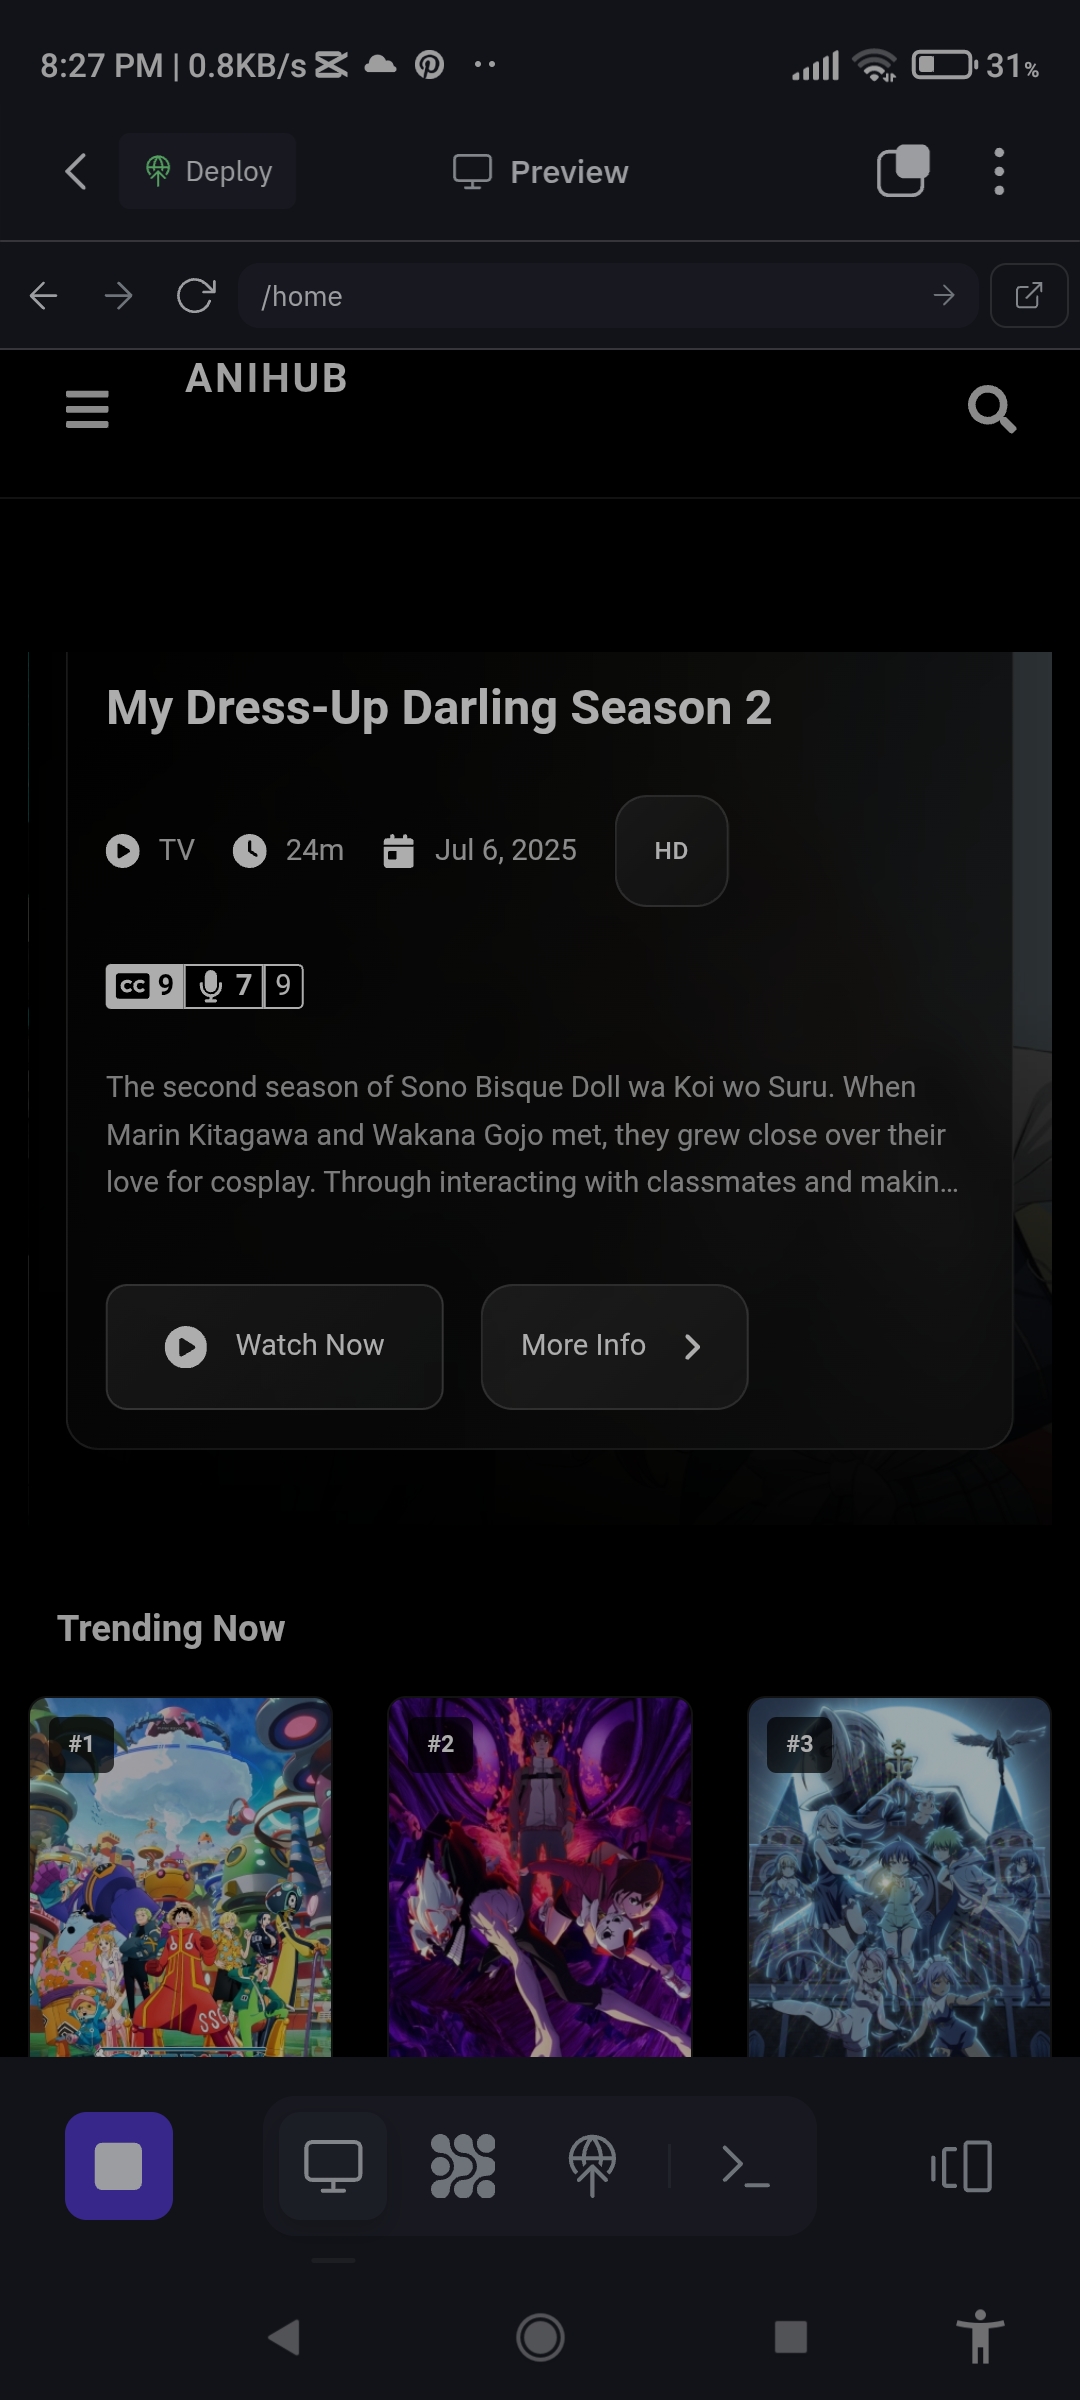 8:27 PM | 0.8KB/s 31%
Deploy Preview
/home
ANIHUB
My Dress-Up Darling Season 2
TV 24m Jul 6, 2025 HD
CC 9 7 9
The second season of Sono Bisque Doll wa Koi wo Suru. When
Marin Kitagawa and Wakana Gojo met, they grew close over their
love for cosplay. Through interacting with classmates and makin…
Watch Now More Info
Trending Now
#1 #2 #3